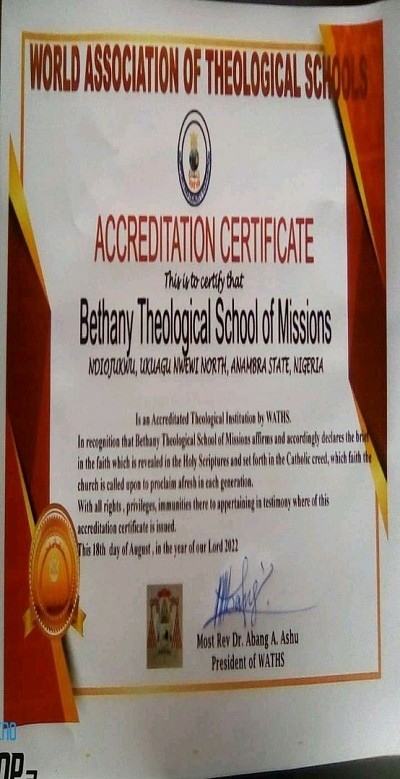 WORLD ASSOCIATION OF THEOLOGICAL SCHOOLS
ACCREDITATION CERTIFICATE
This is to certify that
Bethany Theological School of Missions
NDIOJUKWU, UKUAGU NWEWI NORTH, ANAMBRA STATE, NIGERIA
Is an Accredited Theological Institution by WATHS.
In recognition that Bethany Theological School of Missions affirms and accordingly declares the brief
in the faith which is revealed in the Holy Scriptures and set forth in the Catholic creed, which faith the
church is called upon to proclaim afresh in each generation.
With all rights , privileges, immunities there to appertaining in testimony where of this
accreditation certificate is issued.
This 18th day of August , in the year of our Lord 2022
Most Rev Dr. Abang A. Ashu
President of WATHS